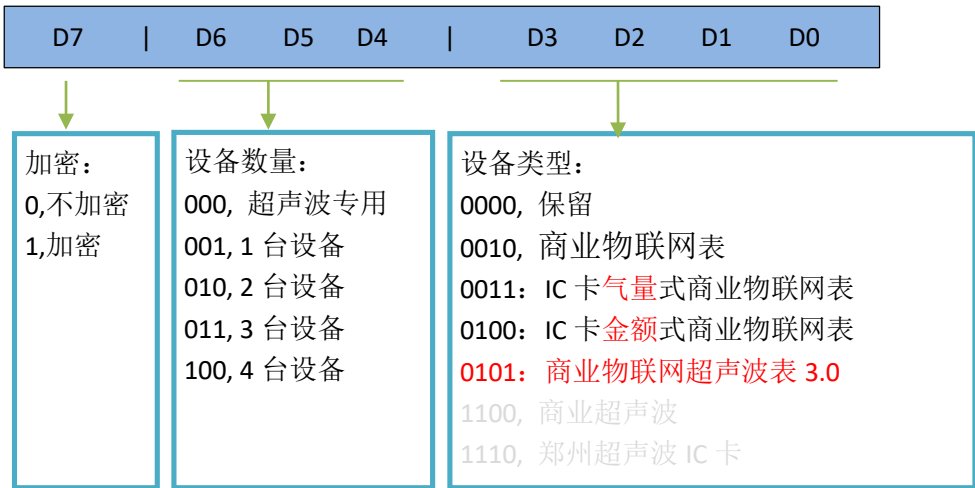 D7 | D6 D5 D4 | D3 D2 D1 D0
加密：
0,不加密
1,加密
设备数量：
000, 超声波专用
001, 1 台设备
010, 2 台设备
011, 3 台设备
100, 4 台设备
设备类型：
0000, 保留
0010, 商业物联网表
0011：IC 卡气量式商业物联网表
0100：IC 卡金额式商业物联网表
0101：商业物联网超声波表 3.0
1100, 商业超声波
1110, 郑州超声波 IC 卡